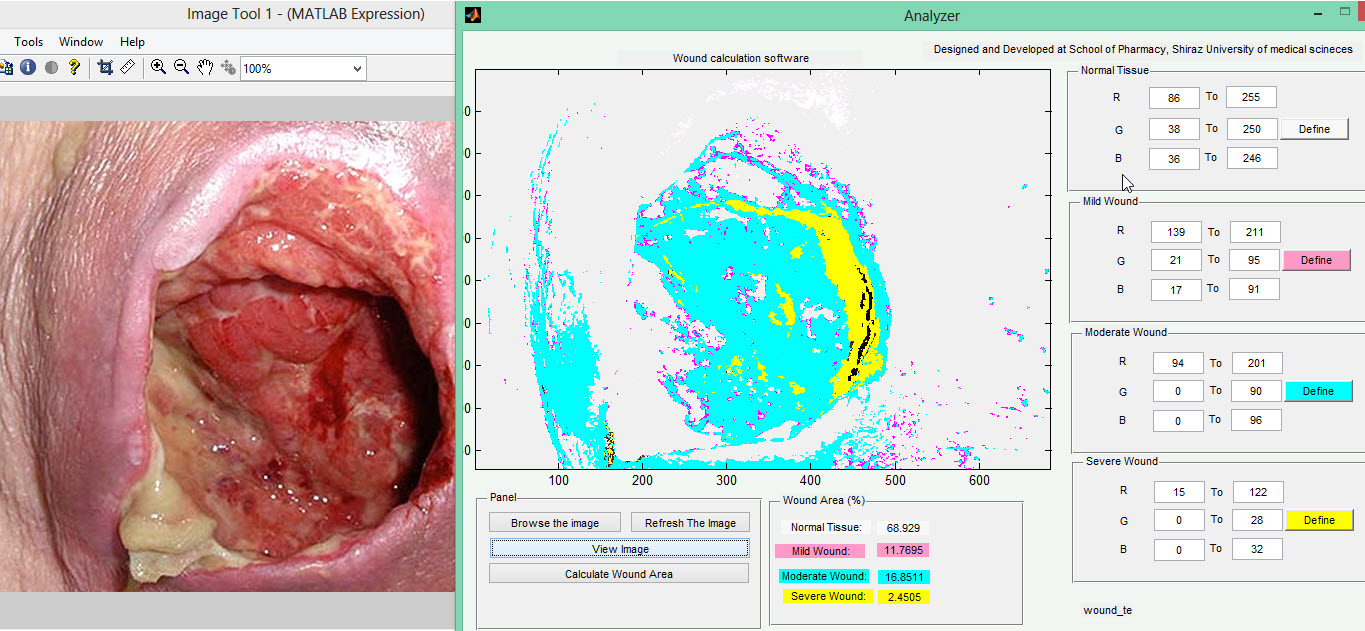 Image Tool 1 - (MATLAB Expression)
Tools Window Help
100%
Analyzer
Designed and Developed at School of Pharmacy, Shiraz University of medical scineces
Wound calculation software
100 200 300 400 500 600
Normal Tissue
R 86 To 255
G 38 To 250 Define
B 36 To 246
Mild Wound
R 139 To 211
G 21 To 95 Define
B 17 To 91
Moderate Wound
R 94 To 201
G 0 To 90 Define
B 0 To 96
Severe Wound
R 15 To 122
G 0 To 28 Define
B 0 To 32
wound_te
Panel
Browse the image Refresh The Image
View Image
Calculate Wound Area
Wound Area (%)
Normal Tissue: 68.929
Mild Wound: 11.7695
Moderate Wound: 16.8511
Severe Wound: 2.4505